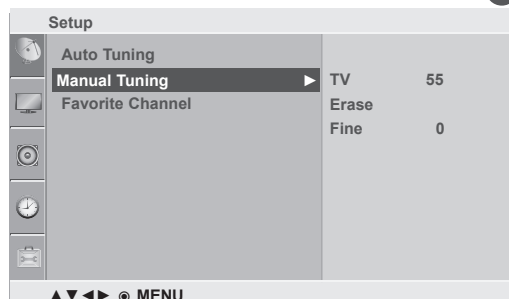 Setup
Auto Tuning
Manual Tuning ▶ TV 55
Favorite Channel Erase
Fine 0
▲▼◀▶ ◉ MENU